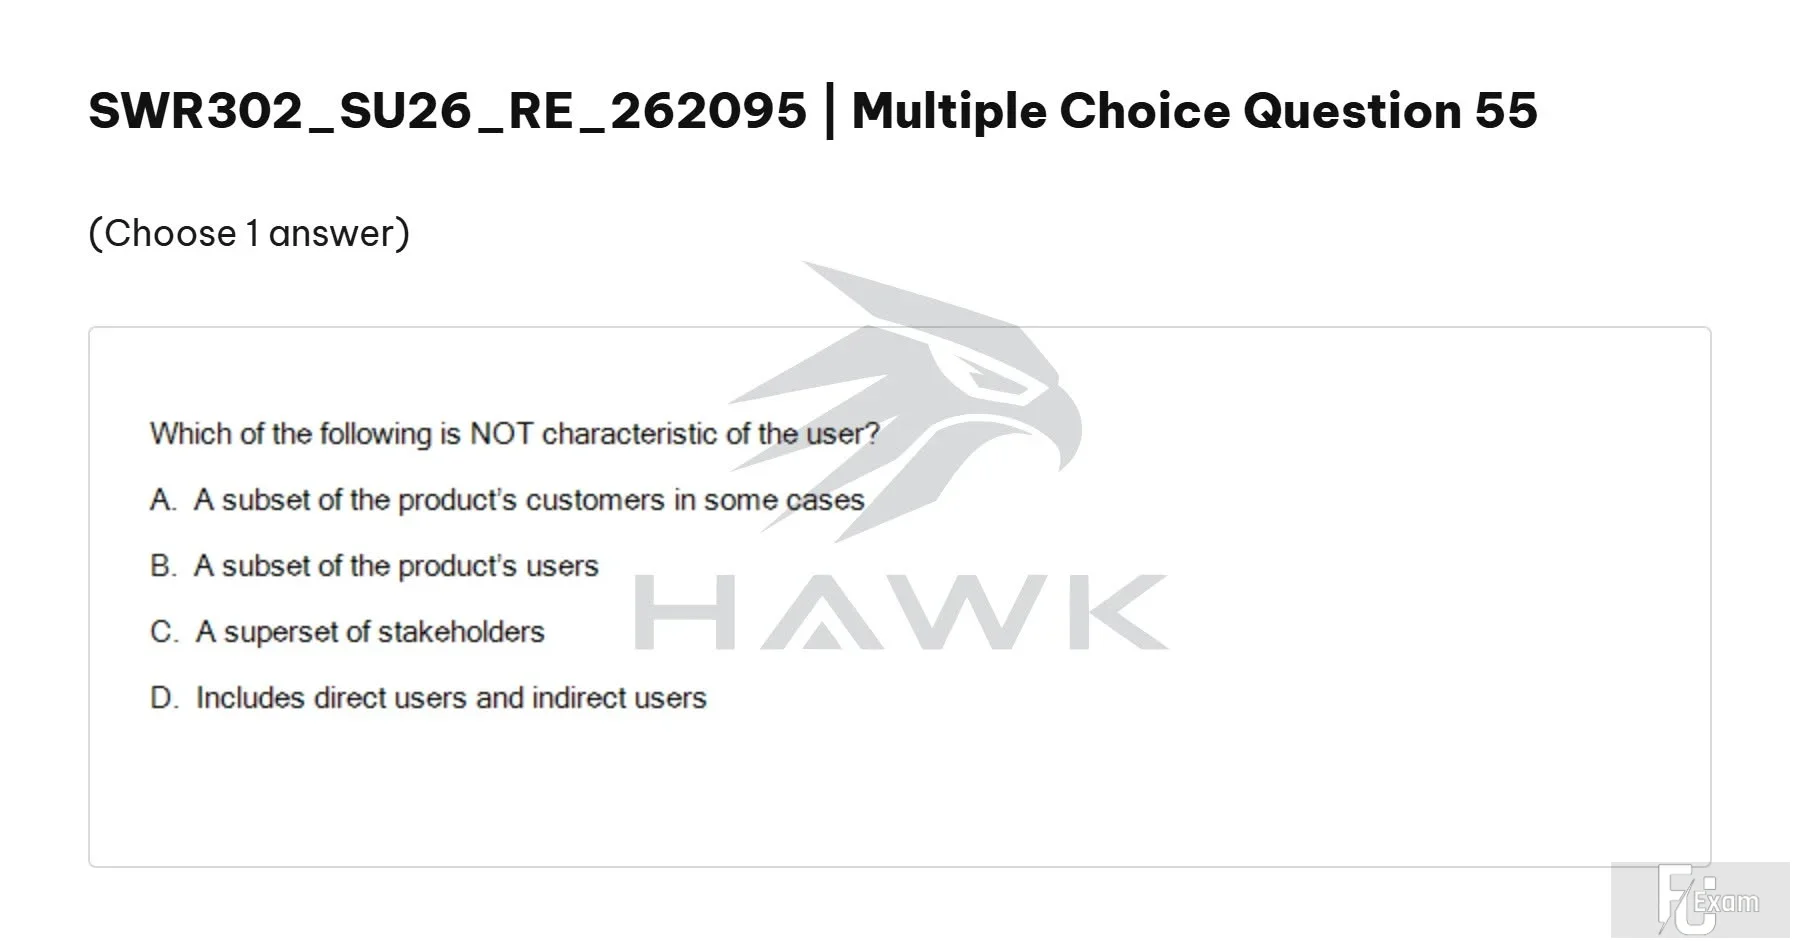 SWR302_SU26_RE_262095 | Multiple Choice Question 55
(Choose 1 answer)
Which of the following is NOT characteristic of the user?
A. A subset of the product's customers in some cases
B. A subset of the product's users
C. A superset of stakeholders
D. Includes direct users and indirect users
HAWK
FU Exam